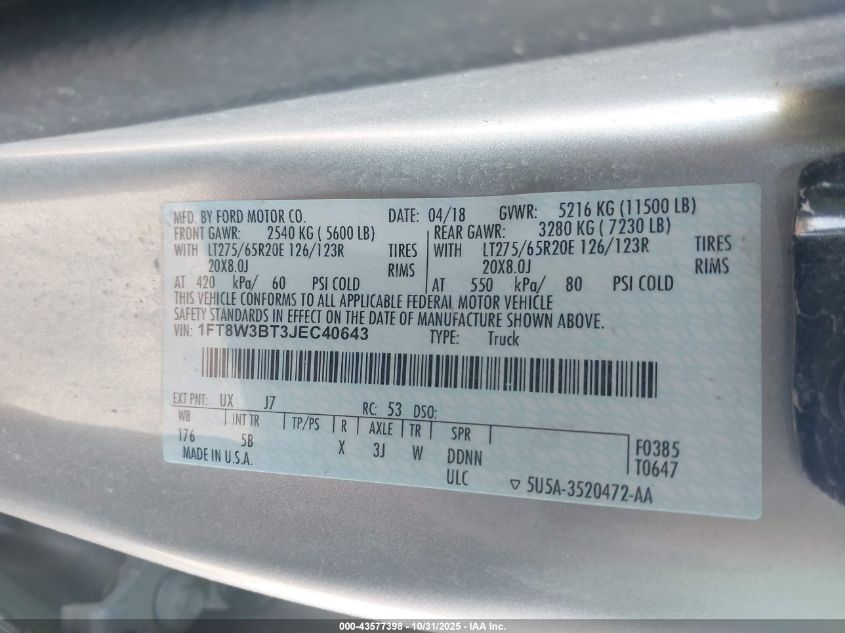 MFD. BY FORD MOTOR CO. DATE: 04/18 GVWR: 5216 KG (11500 LB)
FRONT GAWR: 2540 KG ( 5600 LB) REAR GAWR: 3280 KG ( 7230 LB)
WITH LT275/65R20E 126/123R TIRES WITH LT275/65R20E 126/123R TIRES
20X8.0J RIMS 20X8.0J RIMS
AT 420 kPa/ 60 PSI COLD AT 550 kPa/ 80 PSI COLD
THIS VEHICLE CONFORMS TO ALL APPLICABLE FEDERAL MOTOR VEHICLE
SAFETY STANDARDS IN EFFECT ON THE DATE OF MANUFACTURE SHOWN ABOVE.
VIN: 1FT8W3BT3JEC40643 TYPE: Truck
EXT PNT: UX J7 RC: 53 DSO:
WB INT TR TP/PS R AXLE TR SPR
176 5B X 3J W DDNN F0385
MADE IN U.S.A. ULC T0647
5U5A-3520472-AA
000-43577398 - 10/31/2025 - IAA Inc.